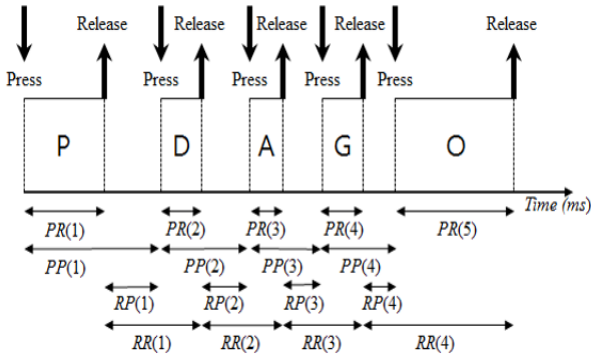 Release Release Release Release Release
Press Press Press Press Press
P D A G O
Time (ms)
PR(1) PR(2) PR(3) PR(4) PR(5)
PP(1) PP(2) PP(3) PP(4)
RP(1) RP(2) RP(3) RP(4)
RR(1) RR(2) RR(3) RR(4)